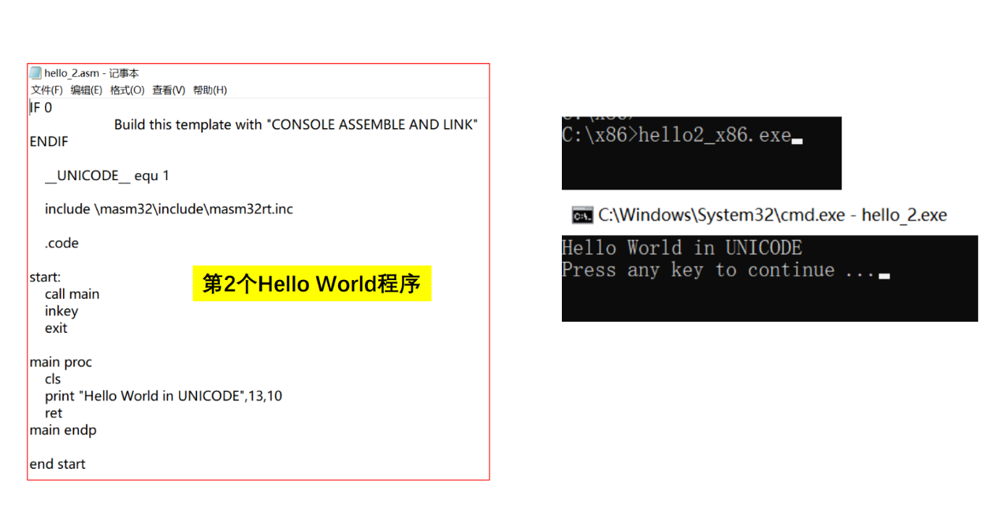 hello_2.asm - 记事本
文件(F) 编辑(E) 格式(O) 查看(V) 帮助(H)
IF 0
Build this template with "CONSOLE ASSEMBLE AND LINK"
ENDIF
__UNICODE__ equ 1
include \masm32\include\masm32rt.inc
.code
start:
call main
inkey
exit
main proc
cls
print "Hello World in UNICODE",13,10
ret
main endp
end start
第2个Hello World程序
C:\x86>hello2_x86.exe
C:\Windows\System32\cmd.exe - hello_2.exe
Hello World in UNICODE
Press any key to continue ...